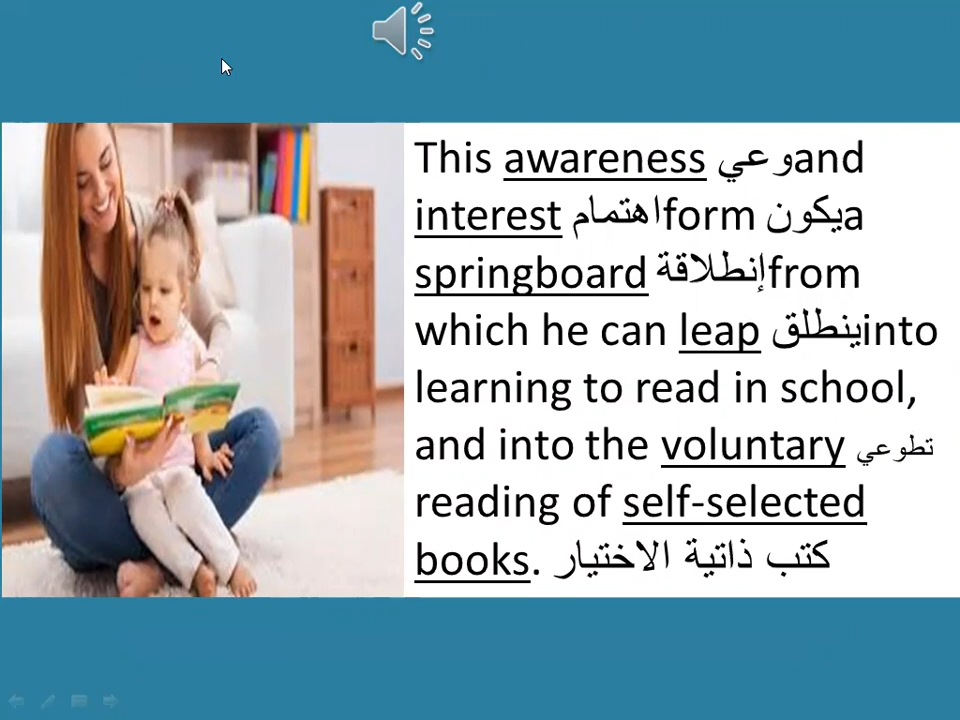 This awareness وعي and
interest اهتمام form يكون a
springboard إنطلاقة from
which he can leap ينطلق into
learning to read in school,
and into the voluntary تطوعي
reading of self-selected
books. كتب ذاتية الاختيار